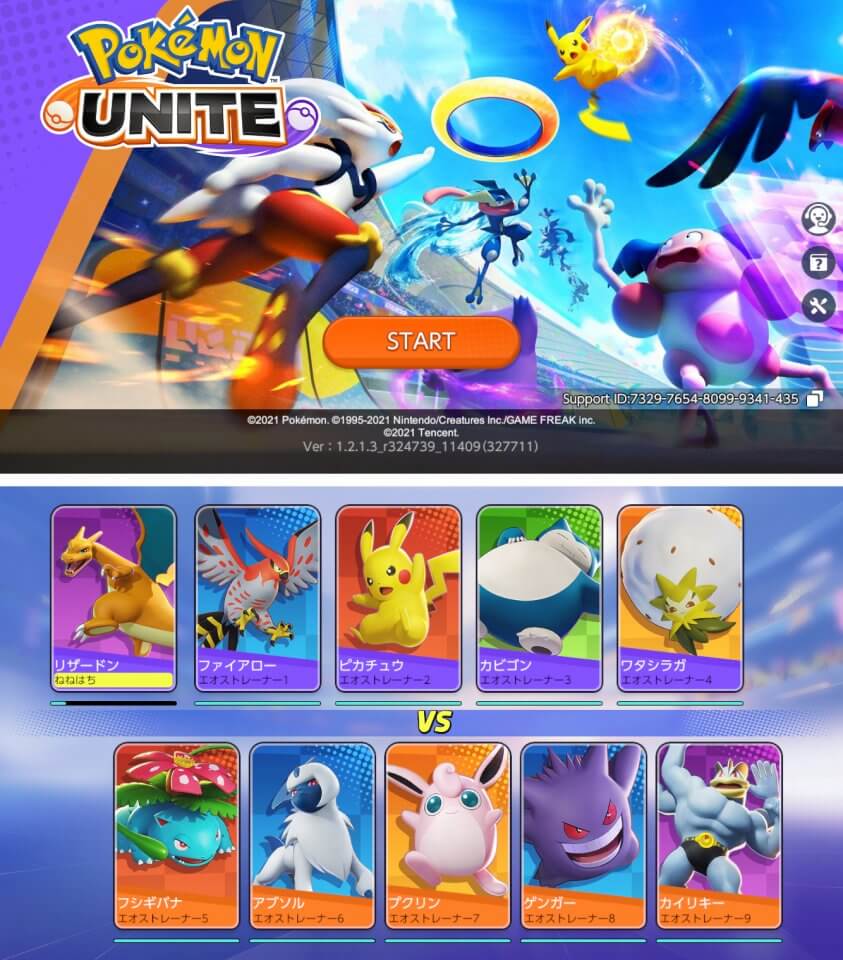 POKÉMON
UNITE
START
Support ID:7329-7654-8099-9341-435
©2021 Pokémon. ©1995-2021 Nintendo/Creatures Inc./GAME FREAK inc.
©2021 Tencent.
Ver : 1.2.1.3_r324739_11409(327711)
リザードン
ねねはち
ファイアロー
エオストレーナー1
ピカチュウ
エオストレーナー2
カビゴン
エオストレーナー3
ワタシラガ
エオストレーナー4
VS
フシギバナ
エオストレーナー5
アブソル
エオストレーナー6
プクリン
エオストレーナー7
ゲンガー
エオストレーナー8
カイリキー
エオストレーナー9